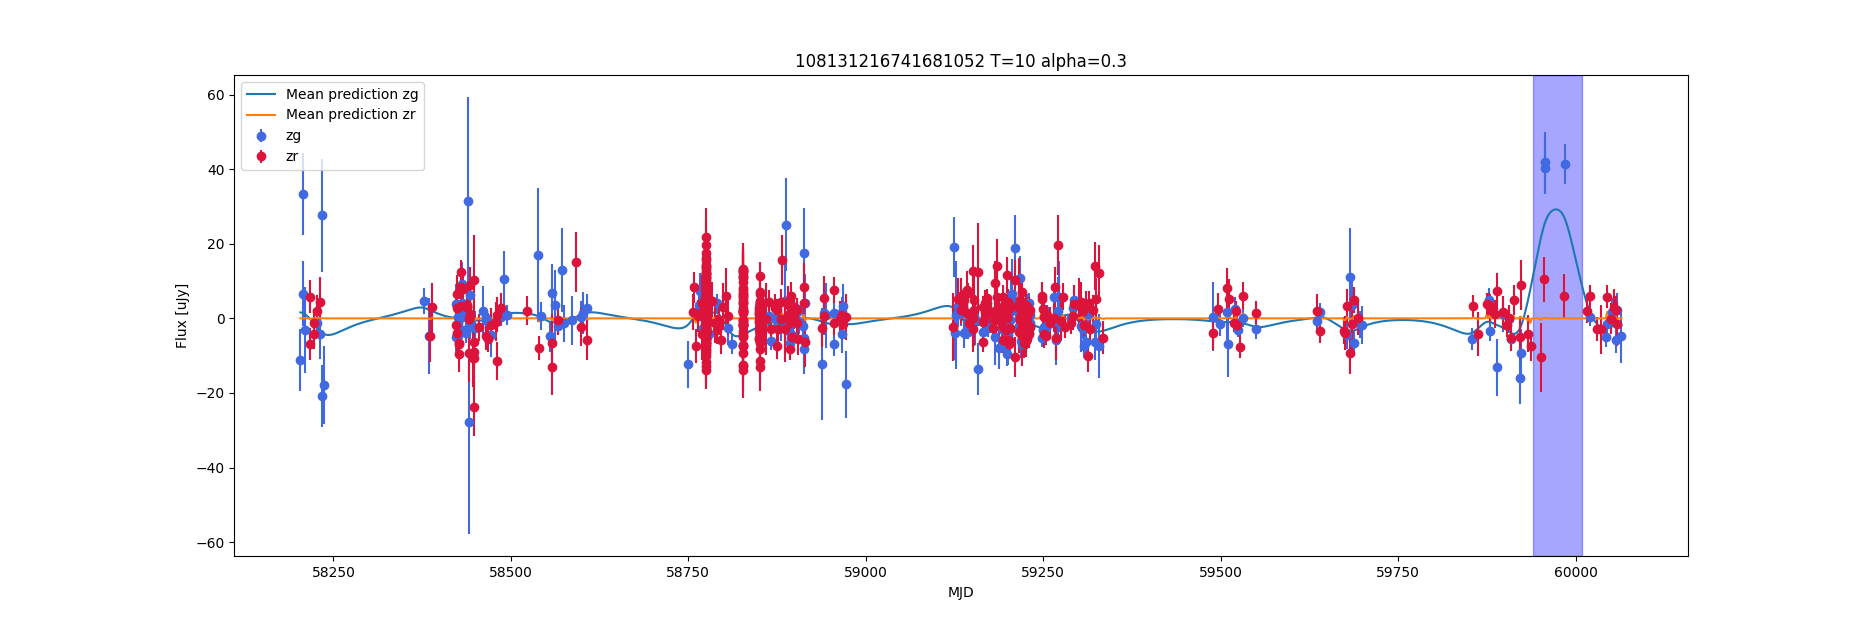 108131216741681052 T=10 alpha=0.3
Mean prediction zg
Mean prediction zr
zg
zr
Flux [uJy]
60
40
20
0
−20
−40
−60
58250 58500 58750 59000 59250 59500 59750 60000
MJD